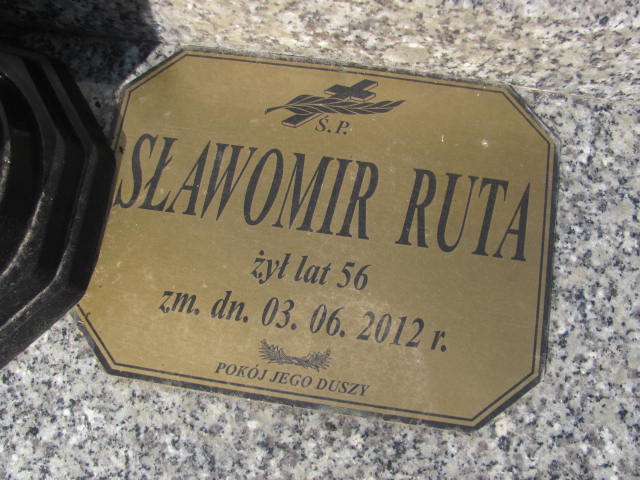 Ś.P.
SŁAWOMIR RUTA
żył lat 56
zm. dn. 03. 06. 2012 r.
POKÓJ JEGO DUSZY